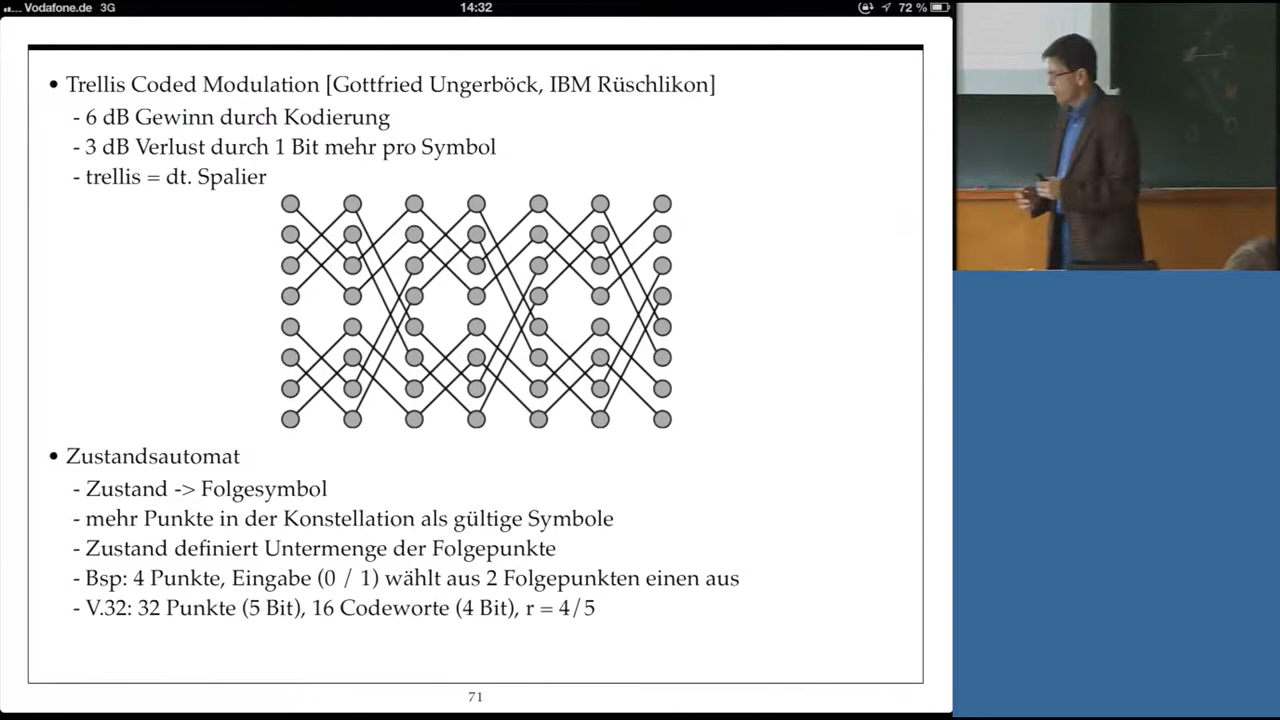 Vodafone.de 3G 14:32 72 %
• Trellis Coded Modulation [Gottfried Ungerböck, IBM Rüschlikon]
- 6 dB Gewinn durch Kodierung
- 3 dB Verlust durch 1 Bit mehr pro Symbol
- trellis = dt. Spalier
• Zustandsautomat
- Zustand -> Folgesymbol
- mehr Punkte in der Konstellation als gültige Symbole
- Zustand definiert Untermenge der Folgepunkte
- Bsp: 4 Punkte, Eingabe (0 / 1) wählt aus 2 Folgepunkten einen aus
- V.32: 32 Punkte (5 Bit), 16 Codeworte (4 Bit), r = 4/5
71